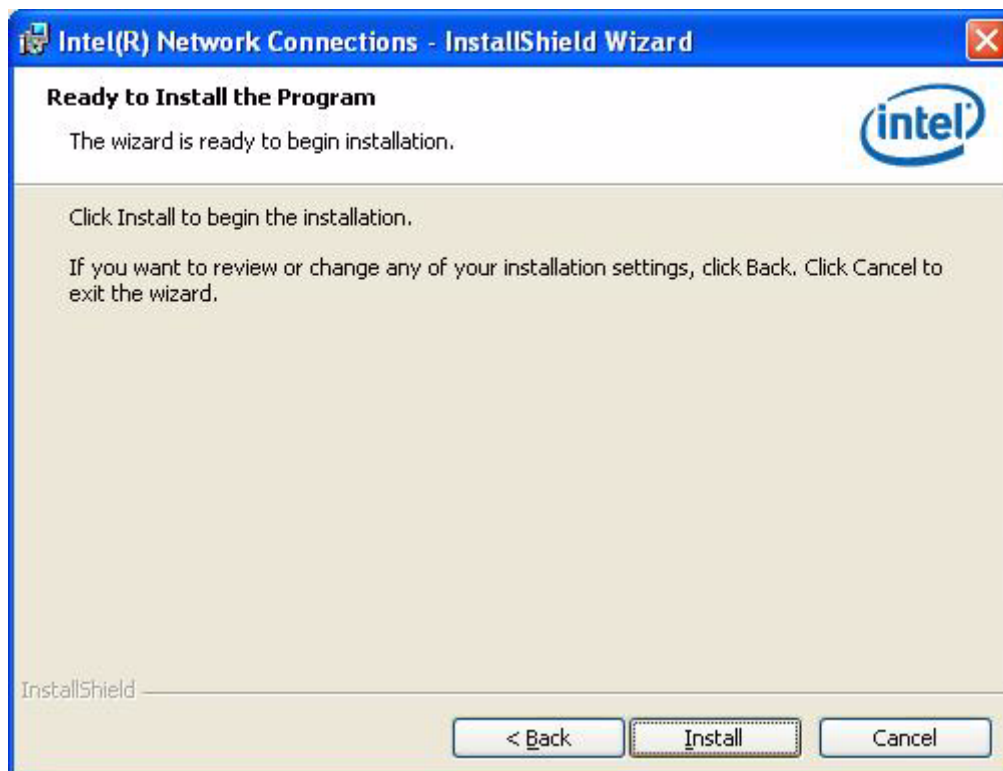 Intel(R) Network Connections - InstallShield Wizard
Ready to Install the Program
The wizard is ready to begin installation.
intel
Click Install to begin the installation.
If you want to review or change any of your installation settings, click Back. Click Cancel to
exit the wizard.
InstallShield
< Back
Install
Cancel